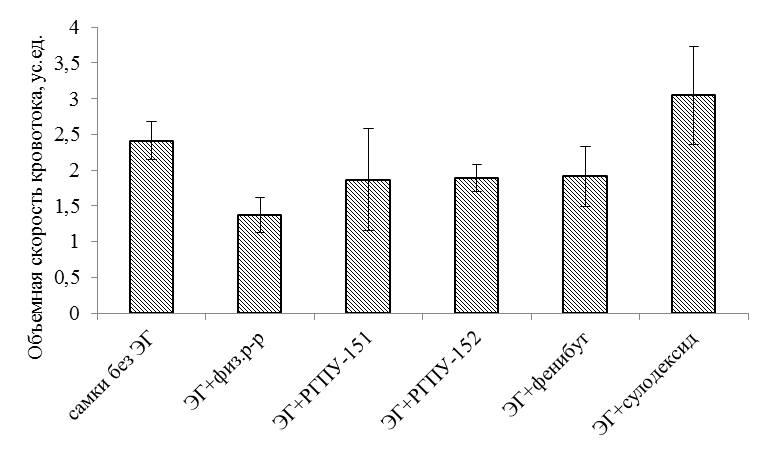 Объемная скорость кровотока, ус.ед.
4
3,5
3
2,5
2
1,5
1
0,5
0
самки без ЭГ
ЭГ+физ.р-р
ЭГ+РГПУ-151
ЭГ+РГПУ-152
ЭГ+фенибут
ЭГ+сулодексид